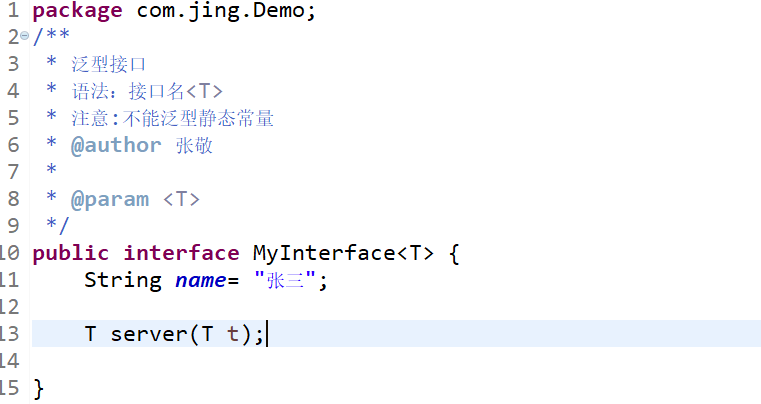 1 package com.jing.Demo;
2 /**
3  * 泛型接口
4  * 语法：接口名<T>
5  * 注意:不能泛型静态常量
6  * @author 张敬
7  *
8  * @param <T>
9  */
10 public interface MyInterface<T> {
11     String name= "张三";
12
13     T server(T t);
14
15 }